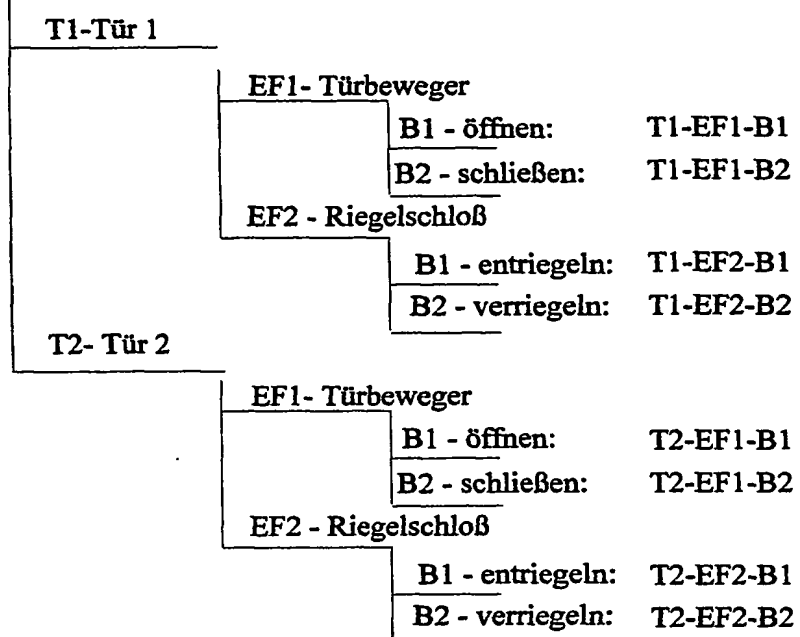 T1-Tür 1
EF1- Türbeweger
B1 - öffnen: T1-EF1-B1
B2 - schließen: T1-EF1-B2
EF2 - Riegelschloß
B1 - entriegeln: T1-EF2-B1
B2 - verriegeln: T1-EF2-B2
T2- Tür 2
EF1- Türbeweger
B1 - öffnen: T2-EF1-B1
B2 - schließen: T2-EF1-B2
EF2 - Riegelschloß
B1 - entriegeln: T2-EF2-B1
B2 - verriegeln: T2-EF2-B2